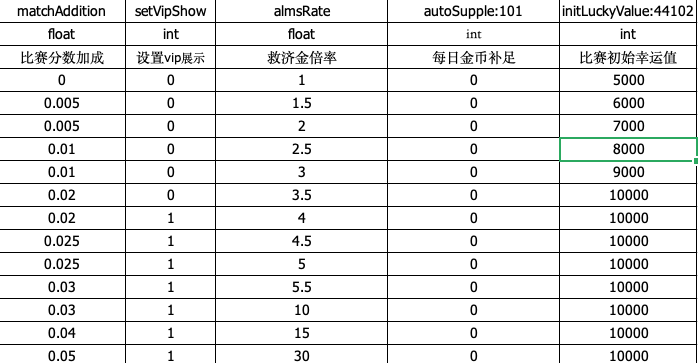 matchAddition setVipShow almsRate autoSupple:101 initLuckyValue:44102
float int float int int
比赛分数加成 设置vip展示 救济金倍率 每日金币补足 比赛初始幸运值
0 0 1 0 5000
0.005 0 1.5 0 6000
0.005 0 2 0 7000
0.01 0 2.5 0 8000
0.01 0 3 0 9000
0.02 0 3.5 0 10000
0.02 1 4 0 10000
0.025 1 4.5 0 10000
0.025 1 5 0 10000
0.03 1 5.5 0 10000
0.03 1 10 0 10000
0.04 1 15 0 10000
0.05 1 30 0 10000